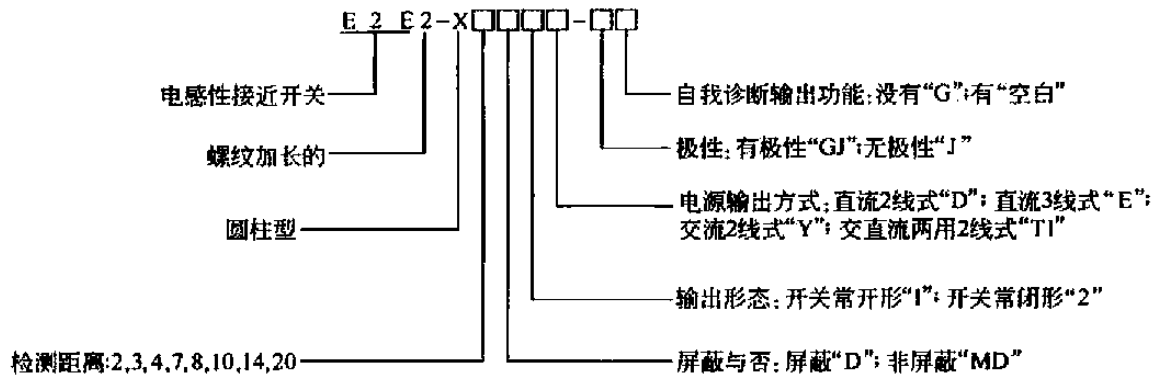 E 2 E2-X□□□□-□□
电感性接近开关
自我诊断输出功能:没有“G”;有“空白”
螺纹加长的
极性:有极性“GJ”;无极性“J”
电源输出方式:直流2线式“D”;直流3线式“E”;
交流2线式“Y”;交直流两用2线式“T1”
圆柱型
输出形态:开关常开形“1”;开关常闭形“2”
检测距离:2,3,4,7,8,10,14,20
屏蔽与否:屏蔽“D”;非屏蔽“MD”